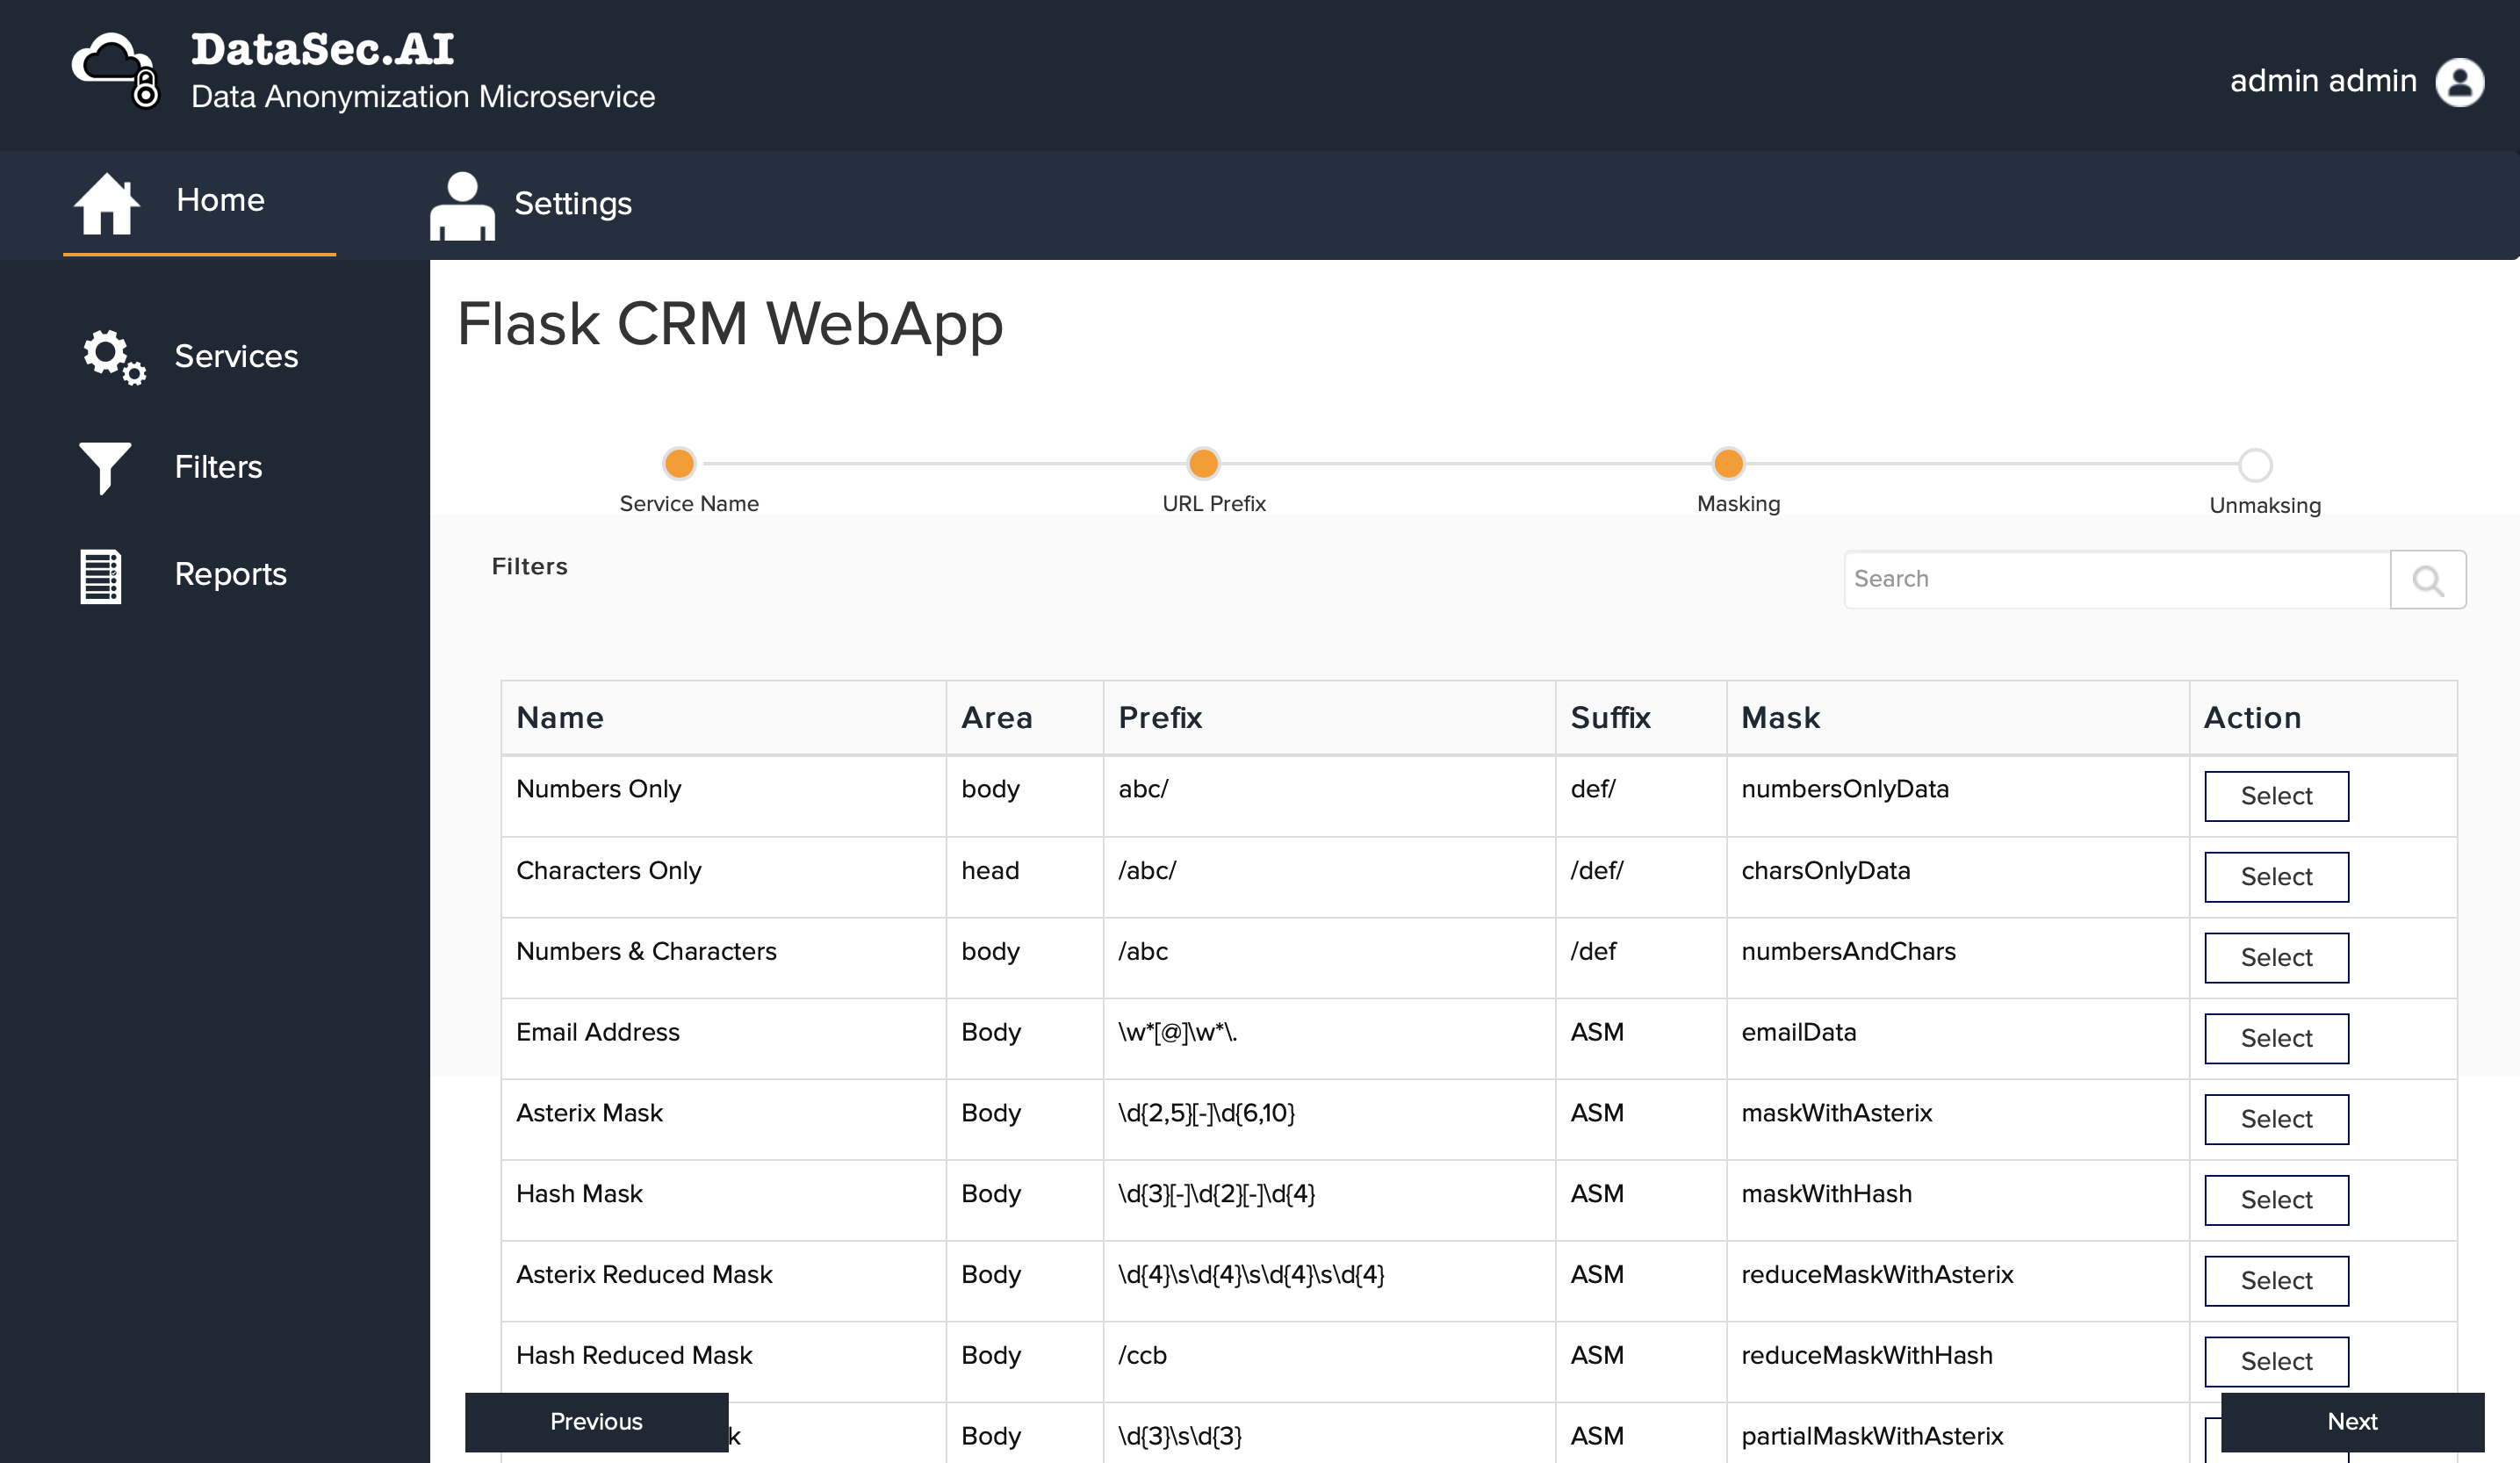 DataSec.AI
Data Anonymization Microservice
admin admin
Home
Settings
Services
Filters
Reports
Flask CRM WebApp
Service Name URL Prefix Masking Unmaksing
Filters
Search
Name Area Prefix Suffix Mask Action
Numbers Only body abc/ def/ numbersOnlyData Select
Characters Only head /abc/ /def/ charsOnlyData Select
Numbers & Characters body /abc /def numbersAndChars Select
Email Address Body \w*[@]\w*\. ASM emailData Select
Asterix Mask Body \d{2,5}[-]\d{6,10} ASM maskWithAsterix Select
Hash Mask Body \d{3}[-]\d{2}[-]\d{4} ASM maskWithHash Select
Asterix Reduced Mask Body \d{4}\s\d{4}\s\d{4}\s\d{4} ASM reduceMaskWithAsterix Select
Hash Reduced Mask Body /ccb ASM reduceMaskWithHash Select
k Body \d{3}\s\d{3} ASM partialMaskWithAsterix
Previous
Next